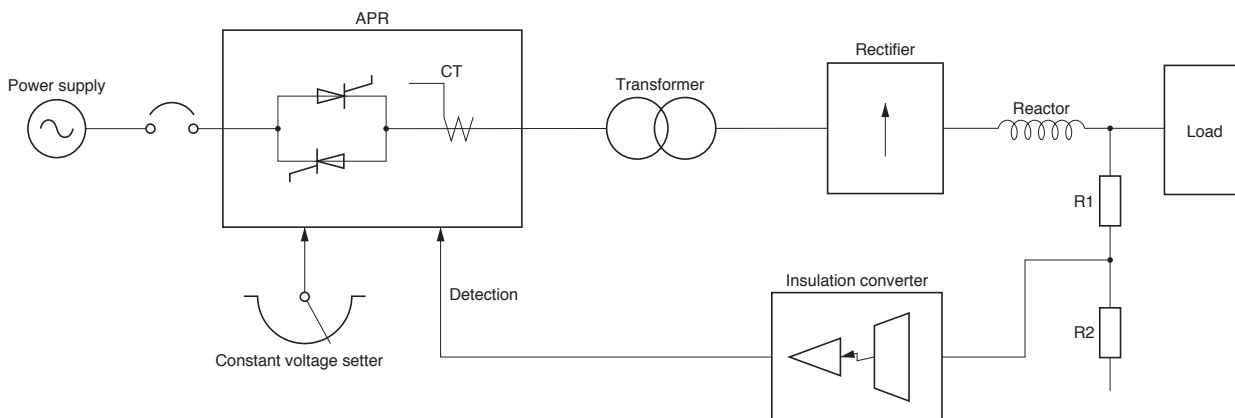 APR
Power supply
CT
Transformer
Rectifier
Reactor
Load
R1
Insulation converter
Detection
R2
Constant voltage setter